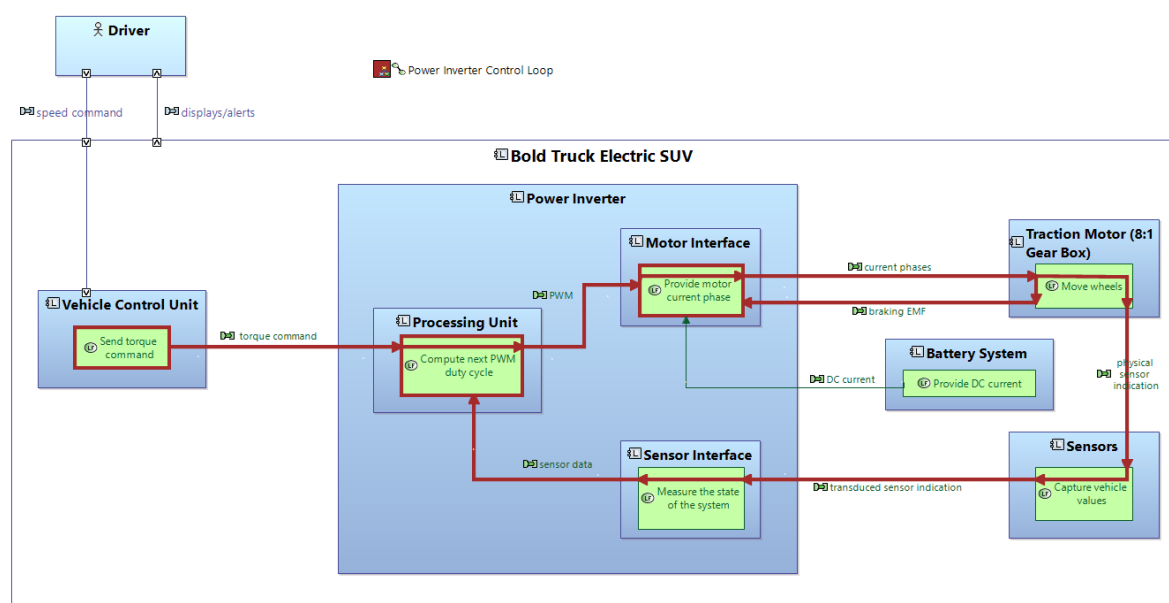 Driver
Power Inverter Control Loop
speed command
displays/alerts
Bold Truck Electric SUV
Power Inverter
Motor Interface
Traction Motor (8:1
Gear Box)
current phases
Provide motor
current phase
Move wheels
PWM
braking EMF
Vehicle Control Unit
Processing Unit
Send torque
command
torque command
Compute next PWM
duty cycle
Battery System
DC current
Provide DC current
physical
sensor
indication
Sensor Interface
Sensors
sensor data
Measure the state
of the system
transduced sensor indication
Capture vehicle
values